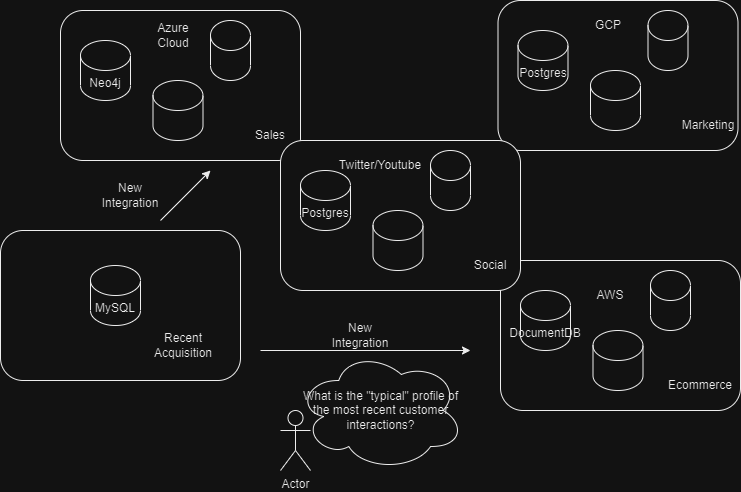 Azure
Cloud
Neo4j
Sales
GCP
Postgres
Marketing
Twitter/Youtube
Postgres
Social
New
Integration
MySQL
Recent
Acquisition
AWS
DocumentDB
Ecommerce
New
Integration
What is the "typical" profile of
the most recent customer
interactions?
Actor